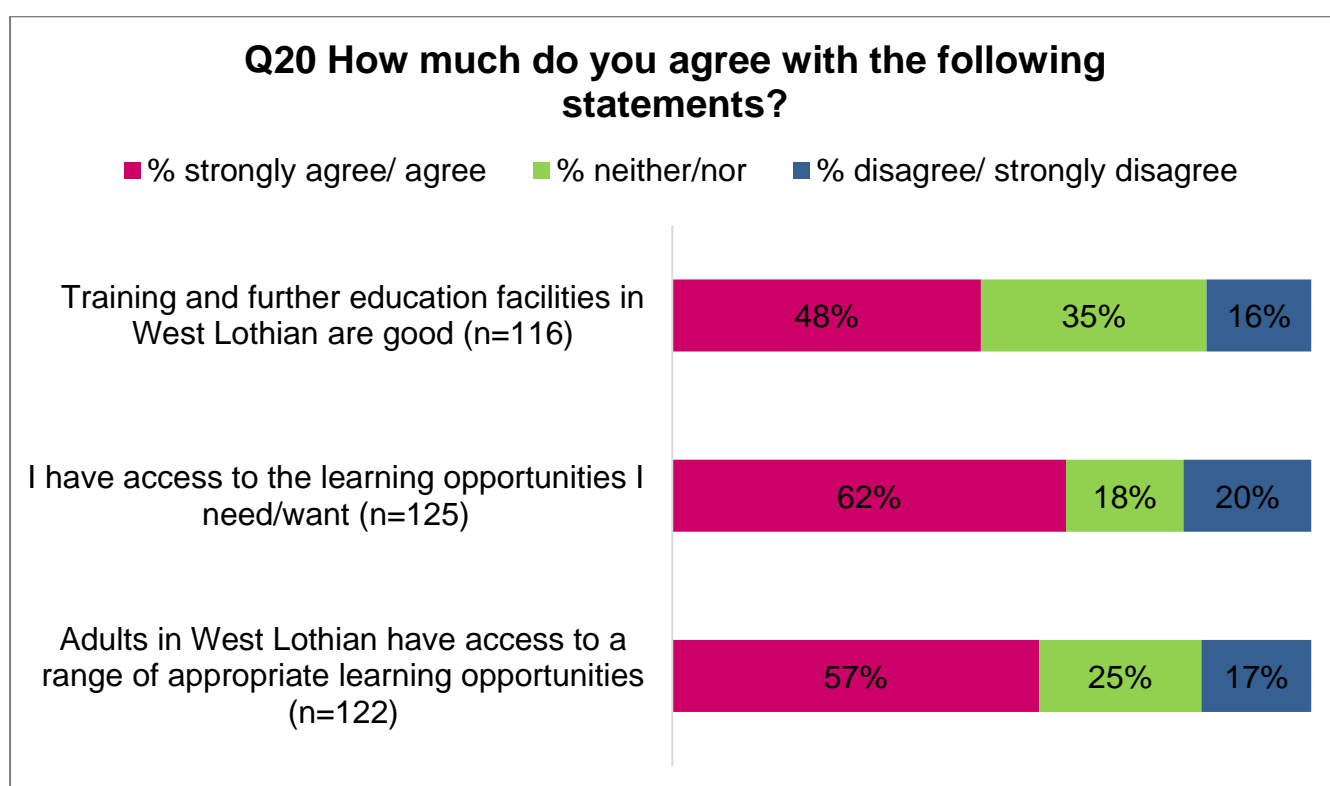 Q20 How much do you agree with the following
statements?
% strongly agree/ agree % neither/nor % disagree/ strongly disagree
Training and further education facilities in
West Lothian are good (n=116)
48% 35% 16%
I have access to the learning opportunities I
need/want (n=125)
62% 18% 20%
Adults in West Lothian have access to a
range of appropriate learning opportunities
(n=122)
57% 25% 17%